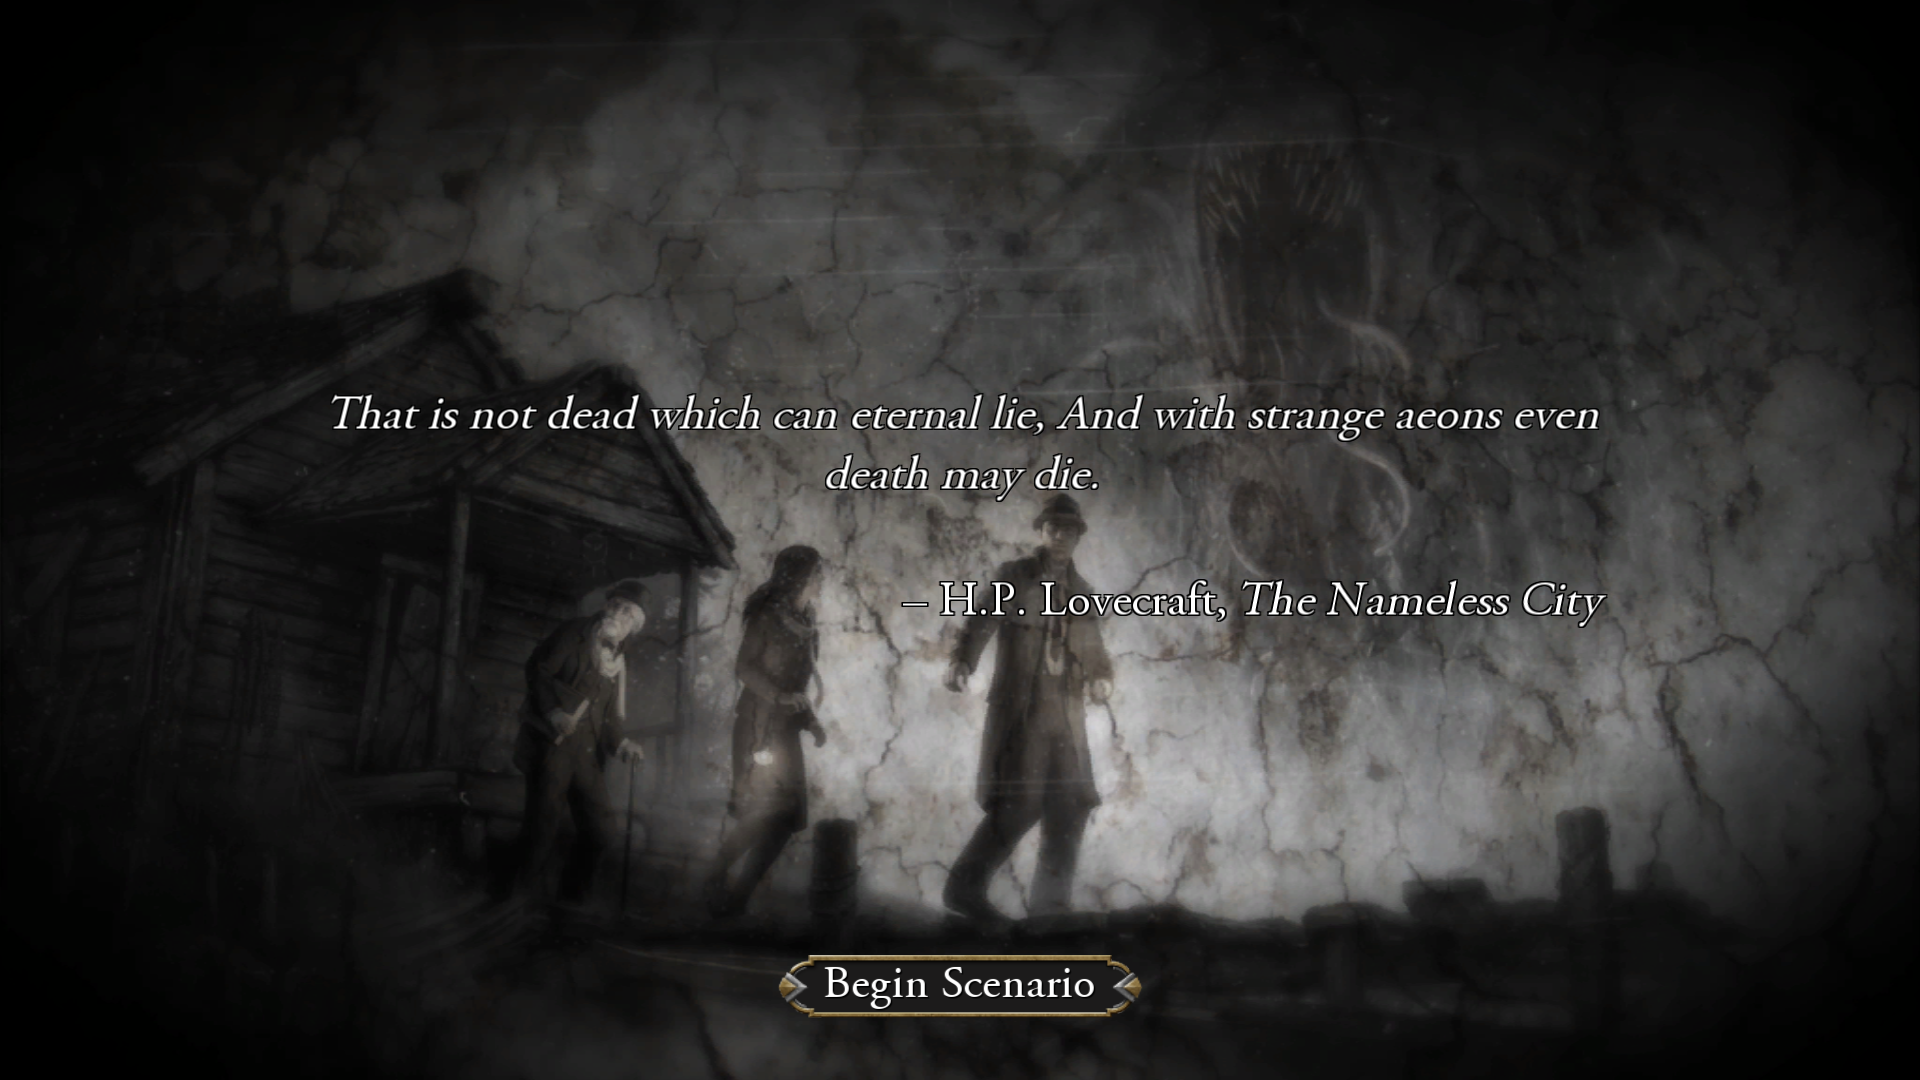 That is not dead which can eternal lie, And with strange aeons even
death may die.
– H.P. Lovecraft, The Nameless City
Begin Scenario